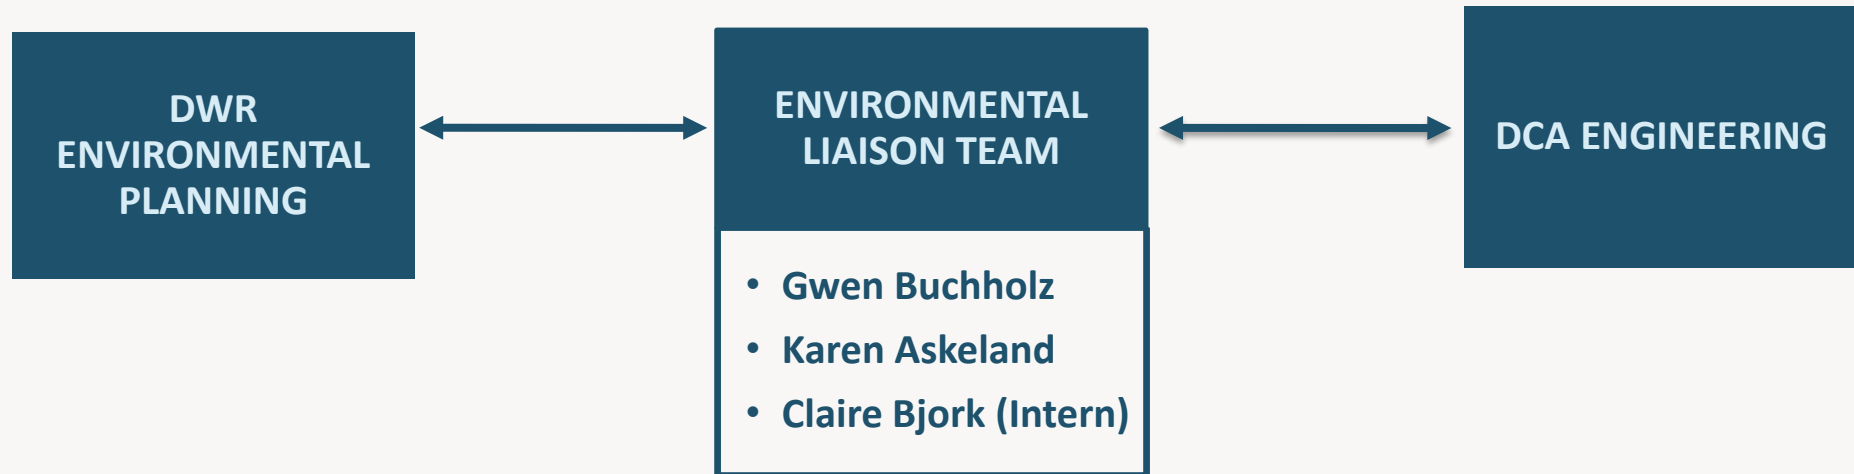 DWR
ENVIRONMENTAL
PLANNING
ENVIRONMENTAL
LIAISON TEAM
• Gwen Buchholz
• Karen Askeland
• Claire Bjork (Intern)
DCA ENGINEERING